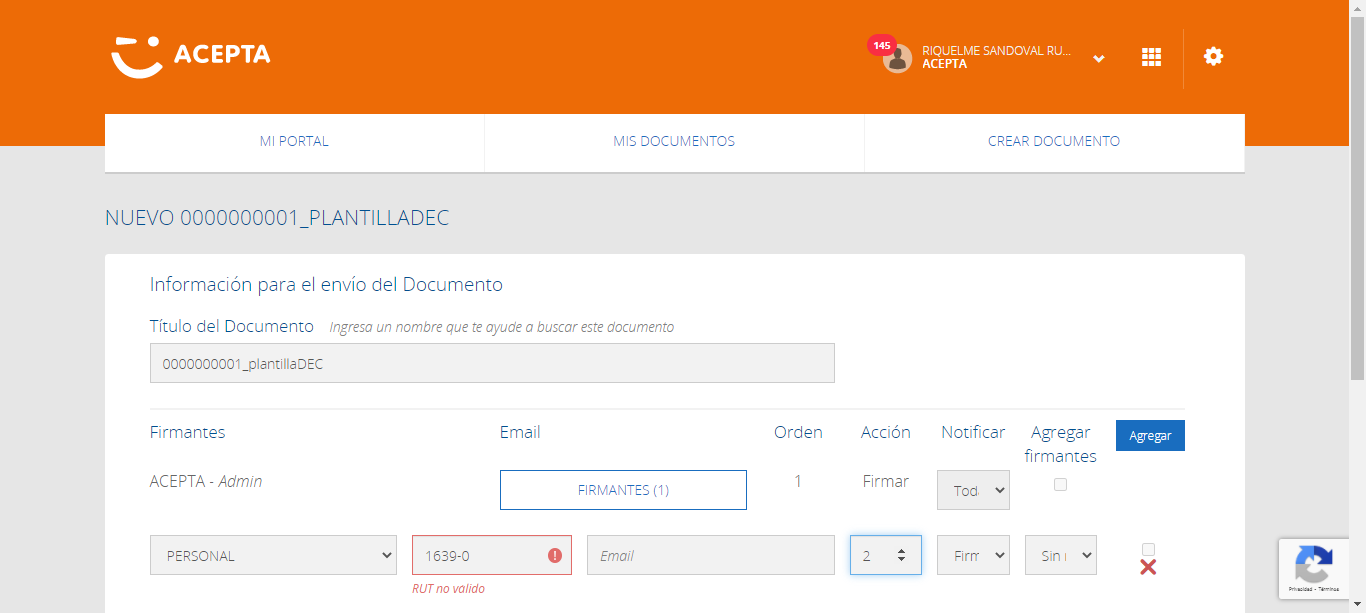 ACEPTA
145
RIQUELME SANDOVAL RU...
ACEPTA
MI PORTAL
MIS DOCUMENTOS
CREAR DOCUMENTO
NUEVO 0000000001_PLANTILLADEC
Información para el envío del Documento
Título del Documento Ingresa un nombre que te ayude a buscar este documento
0000000001_plantillaDEC
Firmantes Email Orden Acción Notificar Agregar firmantes Agregar
ACEPTA - Admin FIRMANTES (1) 1 Firmar Tod
PERSONAL 1639-0 Email 2 Firm Sin
RUT no valido
Privacidad - Términos